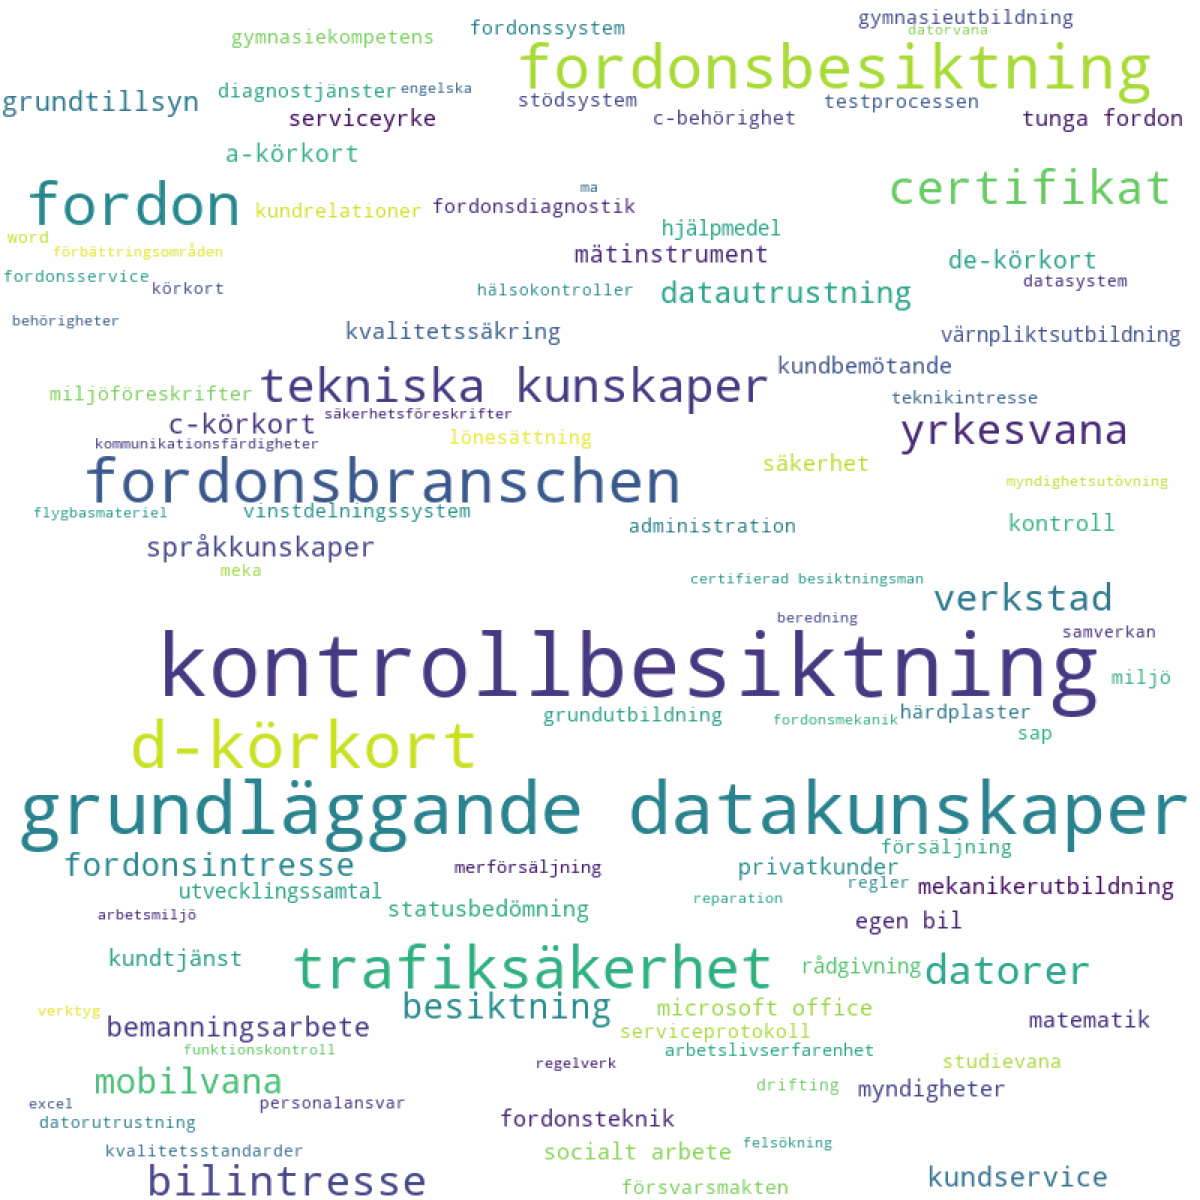 gymnasieutbildning
fordonssystem
datorvana
gymnasiekompetens
fordonsbesiktning
diagnostjänster
engelska
grundtillsyn
stödsystem
testprocessen
serviceyrke
c-behörighet
tunga fordon
a-körkort
ma
certifikat
fordon
kundrelationer
fordonsdiagnostik
hjälpmedel
word
förbättringsområden
mätinstrument
de-körkort
fordonsservice
körkort
hälsokontroller
datautrustning
datasystem
behörigheter
kvalitetssäkring
värnpliktsutbildning
kundbemötande
tekniska kunskaper
miljöföreskrifter
teknikintresse
säkerhetsföreskrifter
c-körkort
yrkesvana
kommunikationsfärdigheter
lönesättning
säkerhet
fordonsbranschen
myndighetsutövning
flygbasmateriel
vinstdelningssystem
administration
kontroll
språkkunskaper
meka
certifierad besiktningsman
verkstad
beredning
samverkan
kontrollbesiktning
miljö
grundutbildning
fordonsmekanik
härdplaster
sap
d-körkort
grundläggande datakunskaper
försäljning
fordonsintresse
merförsäljning
privatkunder
utvecklingssamtal
regler
mekanikerutbildning
reparation
arbetsmiljö
statusbedömning
egen bil
kundtjänst
trafiksäkerhet
rådgivning
datorer
besiktning
microsoft office
verktyg
bemanningsarbete
serviceprotokoll
matematik
funktionskontroll
arbetslivserfarenhet
regelverk
studievana
mobilvana
drifting
myndigheter
excel
personalansvar
datorutrustning
fordonsteknik
felsökning
kvalitetsstandarder
socialt arbete
bilintresse
försvarsmakten
kundservice